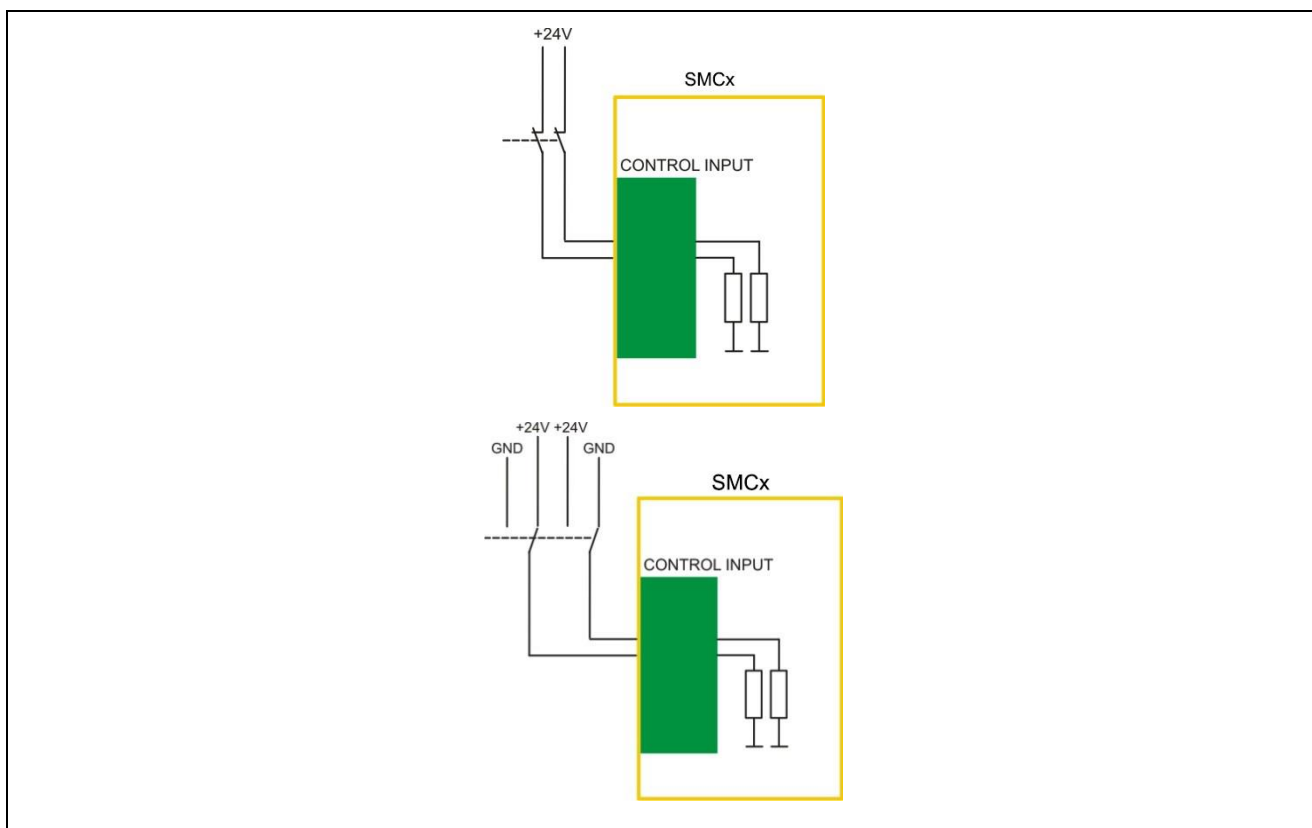 +24V
SMCx
CONTROL INPUT
+24V +24V
GND GND
SMCx
CONTROL INPUT